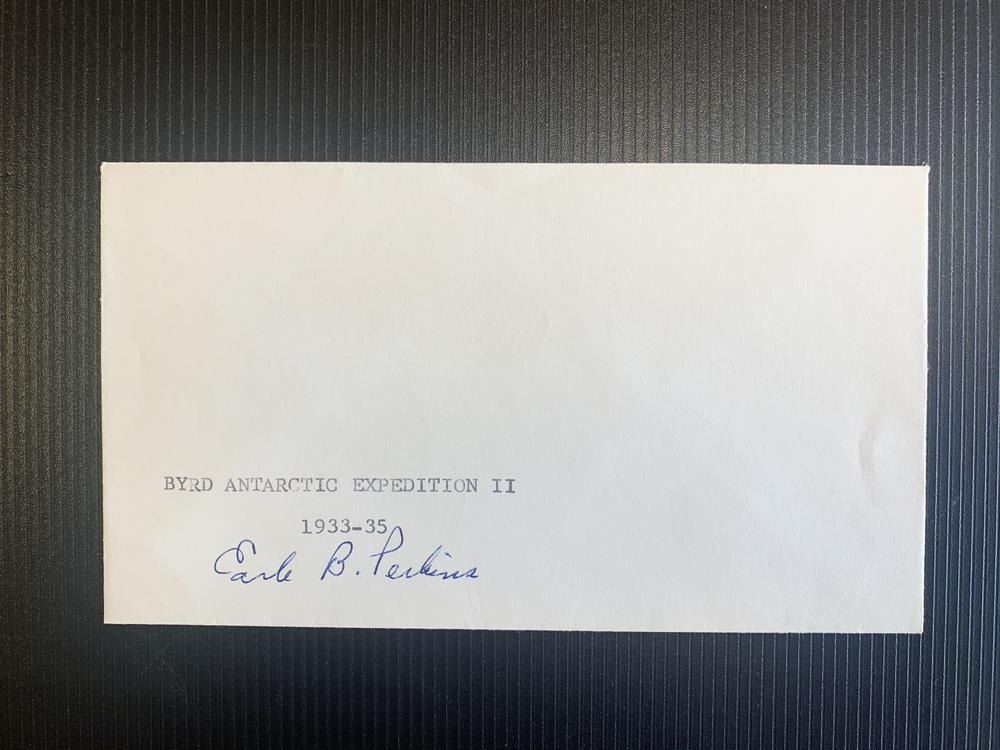 BYRD ANTARCTIC EXPEDITION II
1933-35
Earle B. Perkins